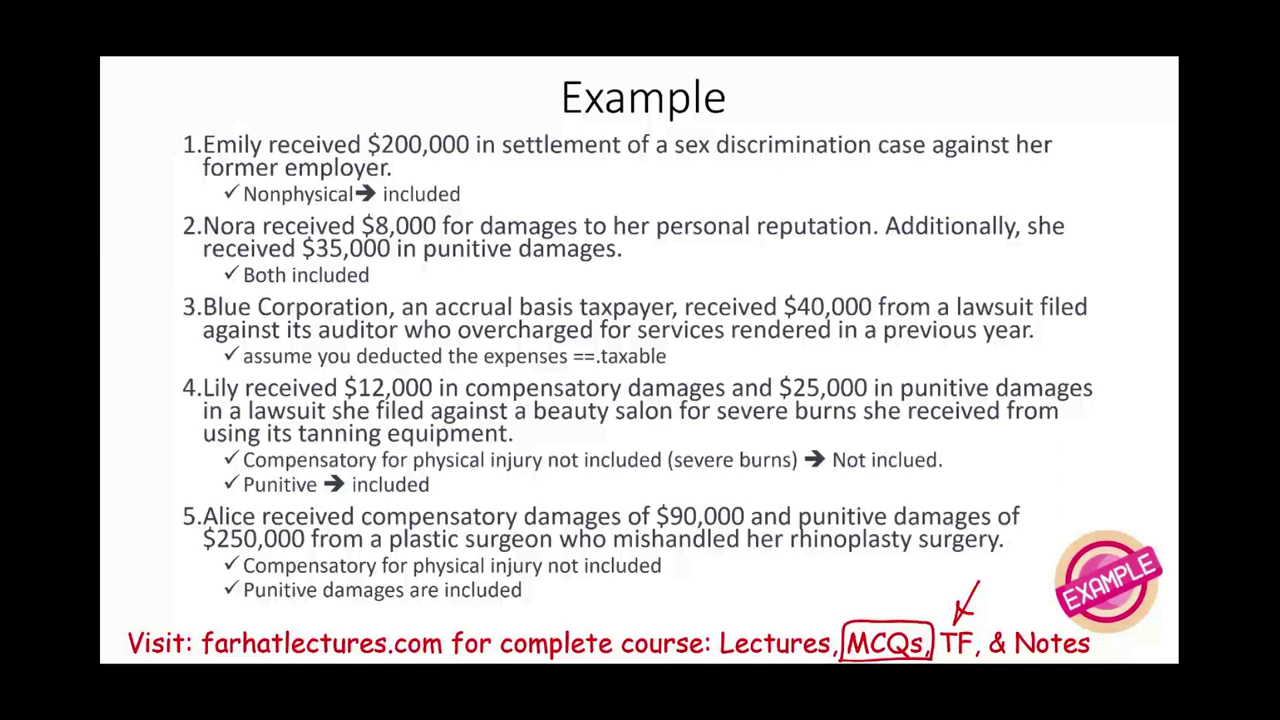 Example
1.Emily received $200,000 in settlement of a sex discrimination case against her
former employer.
✓Nonphysical➔ included
2.Nora received $8,000 for damages to her personal reputation. Additionally, she
received $35,000 in punitive damages.
✓Both included
3.Blue Corporation, an accrual basis taxpayer, received $40,000 from a lawsuit filed
against its auditor who overcharged for services rendered in a previous year.
✓assume you deducted the expenses ==.taxable
4.Lily received $12,000 in compensatory damages and $25,000 in punitive damages
in a lawsuit she filed against a beauty salon for severe burns she received from
using its tanning equipment.
✓Compensatory for physical injury not included (severe burns) ➔ Not inclued.
✓Punitive ➔ included
5.Alice received compensatory damages of $90,000 and punitive damages of
$250,000 from a plastic surgeon who mishandled her rhinoplasty surgery.
✓Compensatory for physical injury not included
✓Punitive damages are included
EXAMPLE
Visit: farhatlectures.com for complete course: Lectures, MCQs, TF, & Notes